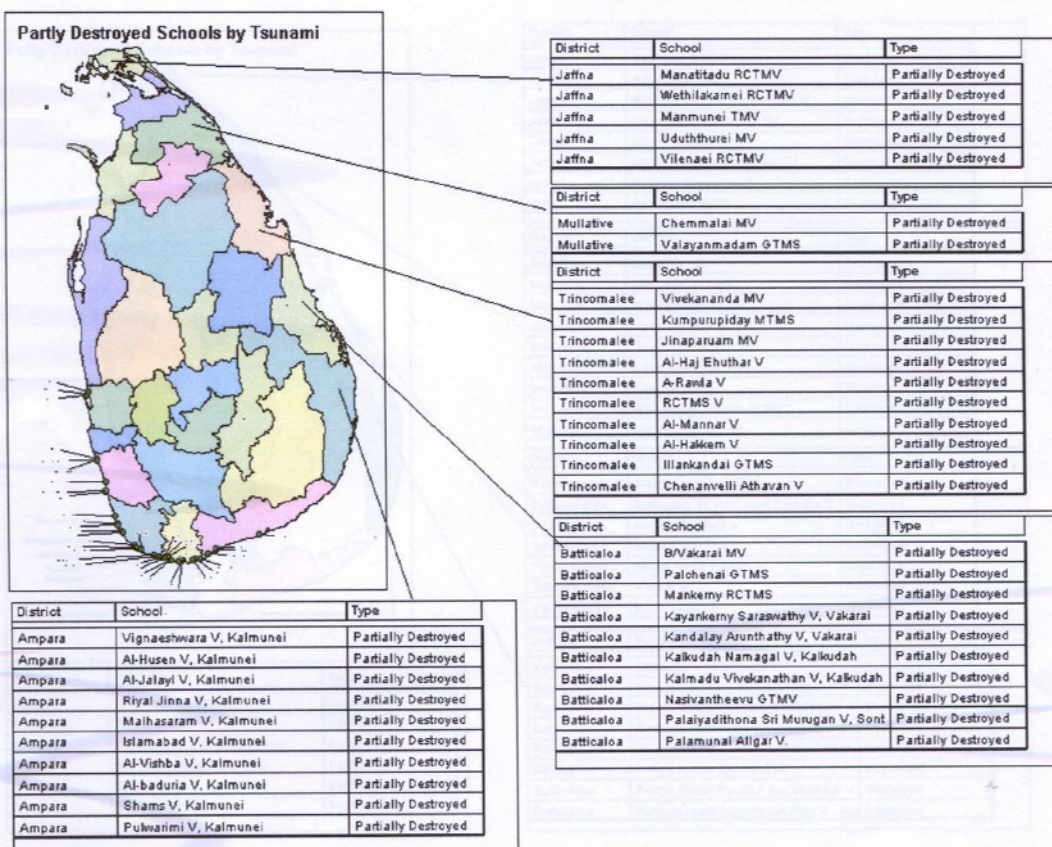 Partly Destroyed Schools by Tsunami
District School Type
Jaffna Manatitadu RCTMV Partially Destroyed
Jaffna Wethilakarnei RCTMV Partially Destroyed
Jaffna Manmunei TMV Partially Destroyed
Jaffna Uduththurei MV Partially Destroyed
Jaffna Vilenaei RCTMV Partially Destroyed
District School Type
Mullative Chemmalai MV Partially Destroyed
Mullative Valayanmadam GTMS Partially Destroyed
District School Type
Trincomalee Vivekananda MV Partially Destroyed
Trincomalee Kumpurupiday MTMS Partially Destroyed
Trincomalee Jinaparuam MV Partially Destroyed
Trincomalee Al-Haj Ehuthar V Partially Destroyed
Trincomalee A-Rawla V Partially Destroyed
Trincomalee RCTMS V Partially Destroyed
Trincomalee Al-Mannar V Partially Destroyed
Trincomalee Al-Halkem V Partially Destroyed
Trincomalee Illankandai GTMS Partially Destroyed
Trincomalee Chenanvelli Athavan V Partially Destroyed
District School Type
Batticaloa B/Vakarai MV Partially Destroyed
Batticaloa Palchenai GTMS Partially Destroyed
Batticaloa Mankerny RCTMS Partially Destroyed
Batticaloa Kayankerny Saraswathy V, Vakarai Partially Destroyed
Batticaloa Kandalay Arunthathy V, Vakarai Partially Destroyed
Batticaloa Kalkudah Namagal V, Kalkudah Partially Destroyed
Batticaloa Kalmadu Vivekanathan V, Kalkudah Partially Destroyed
Batticaloa Nasivantheevu GTMV Partially Destroyed
Batticaloa Palaiyadithona Sri Murugan V, Sont Partially Destroyed
Batticaloa Palamunai Allgar V. Partially Destroyed
District School Type
Ampara Vignaeshwara V, Kalmunei Partially Destroyed
Ampara Al-Husen V, Kalmunei Partially Destroyed
Ampara Al-Jalayl V, Kalmunei Partially Destroyed
Ampara Riyal Jinna V, Kalmunei Partially Destroyed
Ampara Malhasaram V, Kalmunei Partially Destroyed
Ampara Islamabad V, Kalmunei Partially Destroyed
Ampara Al-Vishba V, Kalmunei Partially Destroyed
Ampara Al-baduria V, Kalmunei Partially Destroyed
Ampara Shams V, Kalmunei Partially Destroyed
Ampara Pulwarimi V, Kalmunei Partially Destroyed